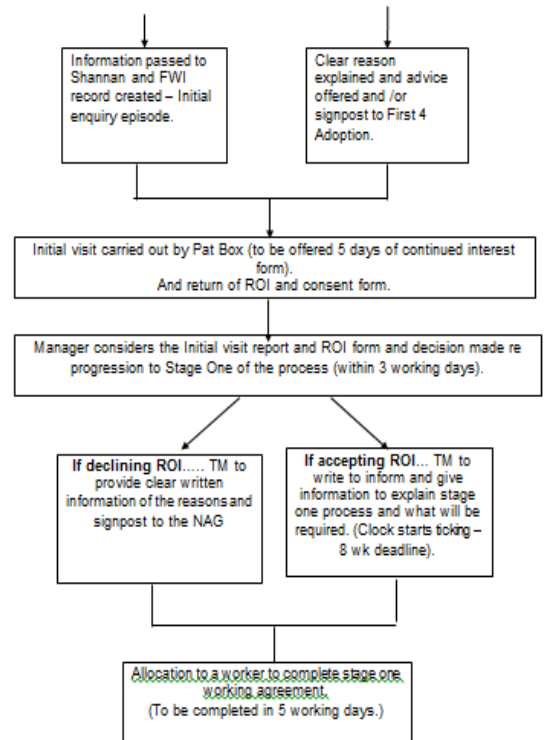 Information passed to
Shannan and FWI
record created – Initial
enquiry episode.
Clear reason
explained and advice
offered and /or
signpost to First 4
Adoption.
Initial visit carried out by Pat Box (to be offered 5 days of continued interest
form).
And return of ROI and consent form.
Manager considers the Initial visit report and ROI form and decision made re
progression to Stage One of the process (within 3 working days).
If declining ROI..... TM to
provide clear written
information of the reasons and
signpost to the NAG
If accepting ROI... TM to
write to inform and give
information to explain stage
one process and what will be
required. (Clock starts ticking –
8 wk deadline).
Allocation to a worker to complete stage one
working agreement.
(To be completed in 5 working days.)